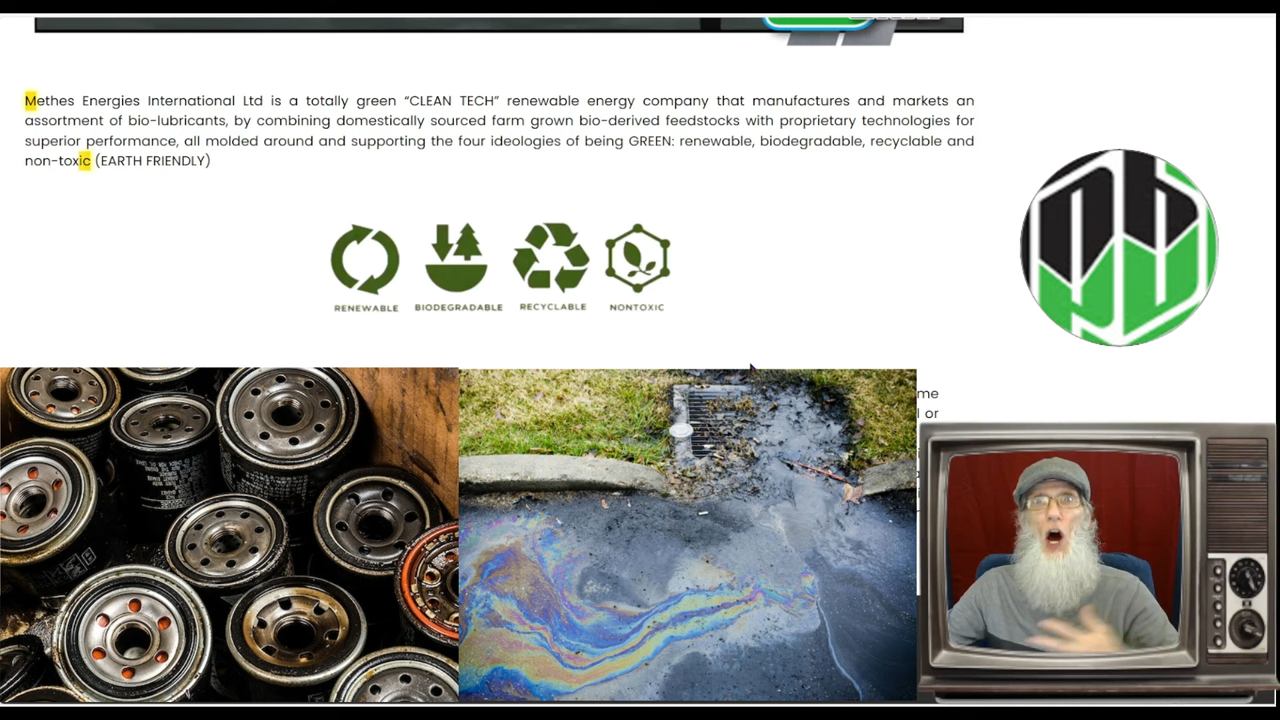 Methes Energies International Ltd is a totally green “CLEAN TECH” renewable energy company that manufactures and markets an
assortment of bio-lubricants, by combining domestically sourced farm grown bio-derived feedstocks with proprietary technologies for
superior performance, all molded around and supporting the four ideologies of being GREEN: renewable, biodegradable, recyclable and
non-toxic (EARTH FRIENDLY)
RENEWABLE BIODEGRADABLE RECYCLABLE NONTOXIC
me
l or